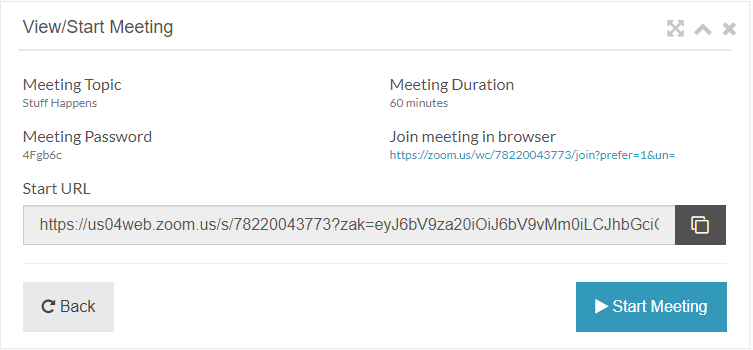 View/Start Meeting
Meeting Topic
Stuff Happens
Meeting Duration
60 minutes
Meeting Password
4Fgb6c
Join meeting in browser
https://zoom.us/wc/78220043773/join?prefer=1&un=
Start URL
https://us04web.zoom.us/s/78220043773?zak=eyJ6bV9za20iOiJ6bV9vMm0iLCJhbGciC
Back
Start Meeting